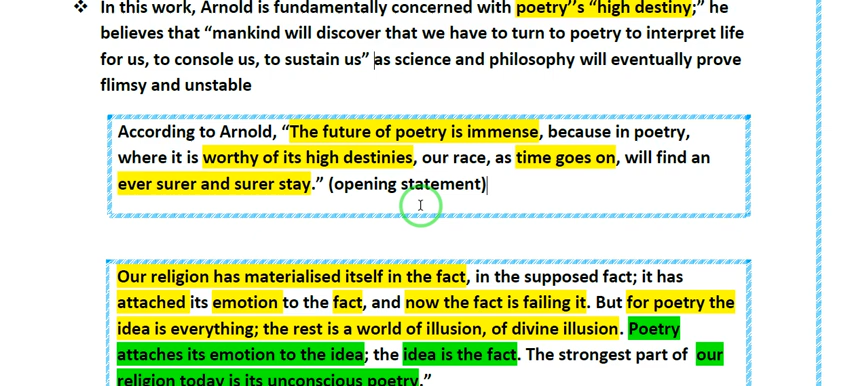 ❖ In this work, Arnold is fundamentally concerned with poetry"s “high destiny;” he
believes that “mankind will discover that we have to turn to poetry to interpret life
for us, to console us, to sustain us” as science and philosophy will eventually prove
flimsy and unstable
According to Arnold, “The future of poetry is immense, because in poetry,
where it is worthy of its high destinies, our race, as time goes on, will find an
ever surer and surer stay.” (opening statement)
Our religion has materialised itself in the fact, in the supposed fact; it has
attached its emotion to the fact, and now the fact is failing it. But for poetry the
idea is everything; the rest is a world of illusion, of divine illusion. Poetry
attaches its emotion to the idea; the idea is the fact. The strongest part of our
religion today is its unconscious poetry.”